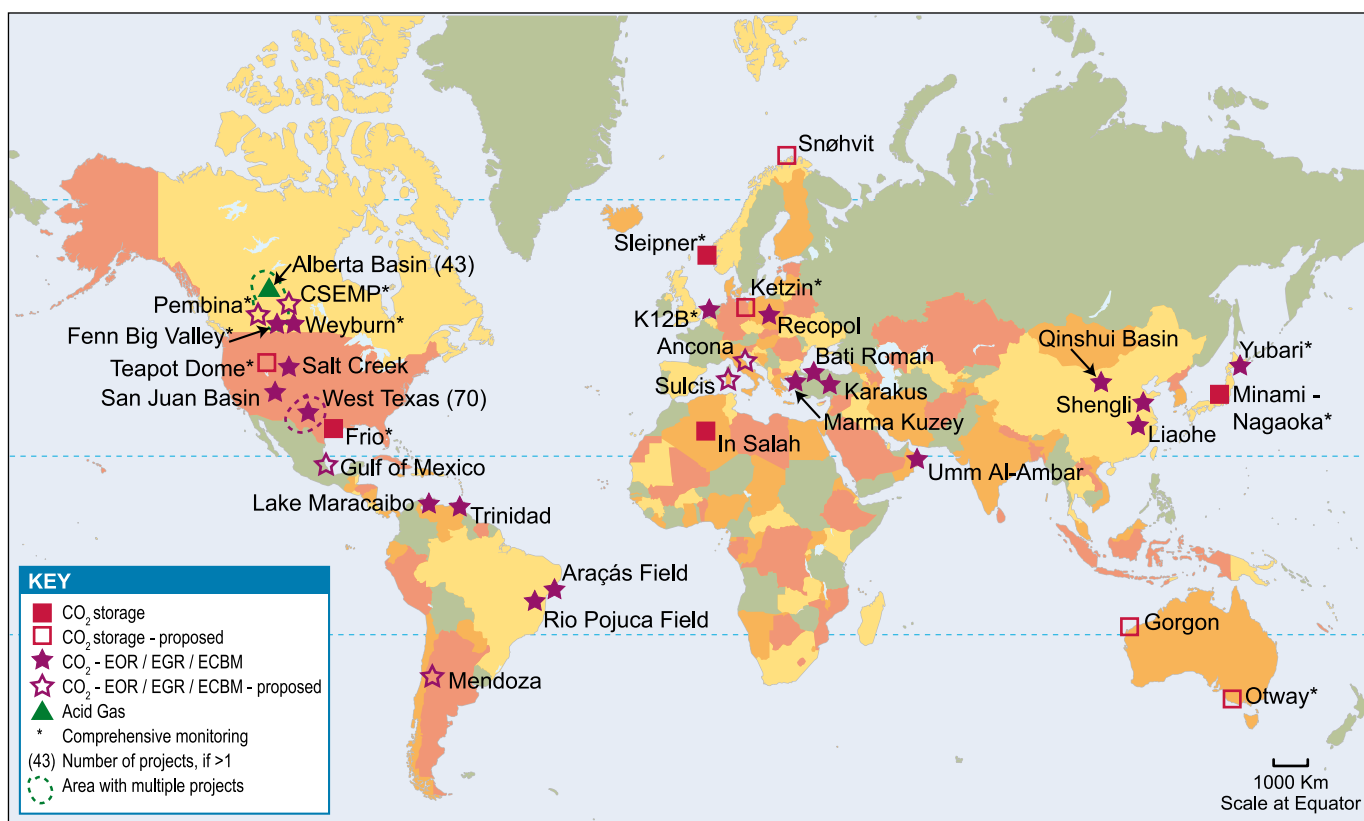 Snøhvit
Sleipner*
Alberta Basin (43)
Pembina*
CSEMP*
Fenn Big Valley*
Weyburn*
Teapot Dome*
Salt Creek
San Juan Basin
West Texas (70)
Frio*
Gulf of Mexico
Lake Maracaibo
Trinidad
Araçás Field
Rio Pojuca Field
Mendoza
Ketzin*
K12B*
Recopol
Ancona
Sulcis
Bati Roman
Karakus
Marma Kuzey
In Salah
Umm Al-Ambar
Qinshui Basin
Yubari*
Shengli
Minami -
Nagaoka*
Liaohe
Gorgon
Otway*
KEY
CO₂ storage
CO₂ storage - proposed
CO₂ - EOR / EGR / ECBM
CO₂ - EOR / EGR / ECBM - proposed
Acid Gas
* Comprehensive monitoring
(43) Number of projects, if >1
Area with multiple projects
1000 Km
Scale at Equator